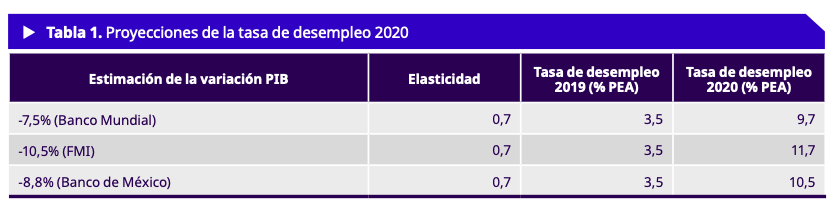 ▶ Tabla 1. Proyecciones de la tasa de desempleo 2020
Estimación de la variación PIB Elasticidad Tasa de desempleo 2019 (% PEA) Tasa de desempleo 2020 (% PEA)
-7,5% (Banco Mundial) 0,7 3,5 9,7
-10,5% (FMI) 0,7 3,5 11,7
-8,8% (Banco de México) 0,7 3,5 10,5